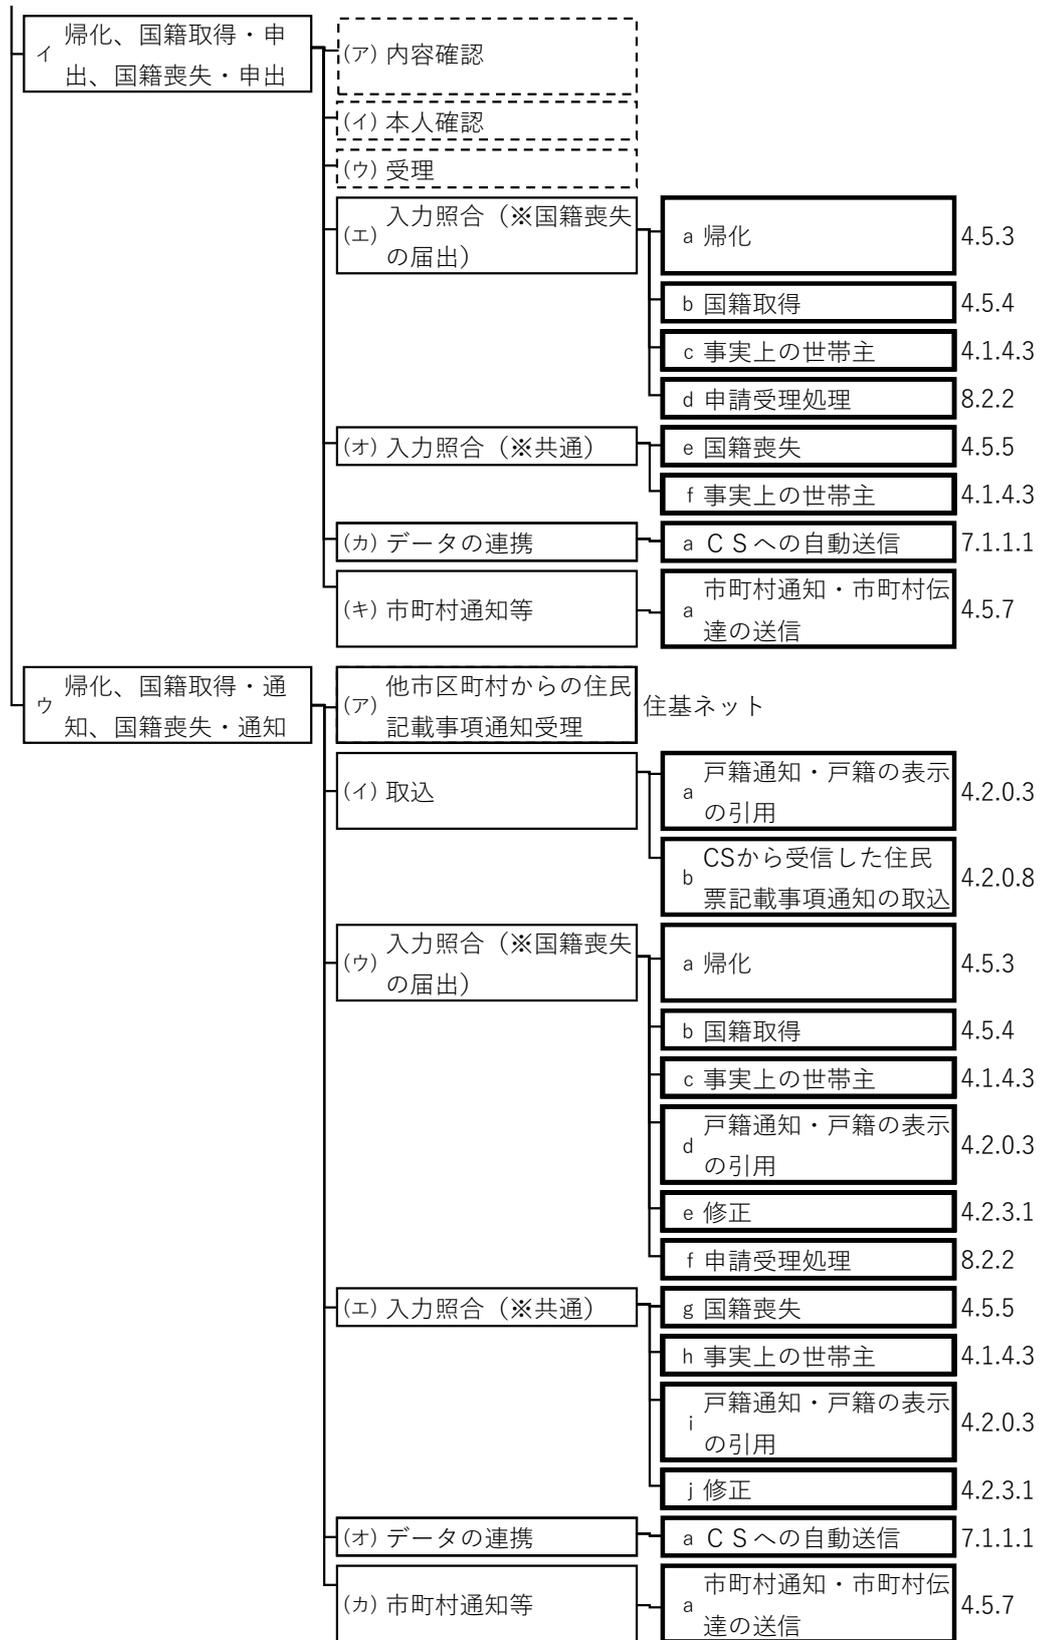 イ 帰化、国籍取得・申
出、国籍喪失・申出
(ア) 内容確認
(イ) 本人確認
(ウ) 受理
(エ) 入力照合（※国籍喪失
の届出）
a 帰化 4.5.3
b 国籍取得 4.5.4
c 事実上の世帯主 4.1.4.3
d 申請受理処理 8.2.2
(オ) 入力照合（※共通）
e 国籍喪失 4.5.5
f 事実上の世帯主 4.1.4.3
(カ) データの連携
a ＣＳへの自動送信 7.1.1.1
(キ) 市町村通知等
a 市町村通知・市町村伝
達の送信 4.5.7
ウ 帰化、国籍取得・通
知、国籍喪失・通知
(ア) 他市区町村からの住民
記載事項通知受理
住基ネット
(イ) 取込
a 戸籍通知・戸籍の表示
の引用 4.2.0.3
b CSから受信した住民
票記載事項通知の取込 4.2.0.8
(ウ) 入力照合（※国籍喪失
の届出）
a 帰化 4.5.3
b 国籍取得 4.5.4
c 事実上の世帯主 4.1.4.3
d 戸籍通知・戸籍の表示
の引用 4.2.0.3
e 修正 4.2.3.1
f 申請受理処理 8.2.2
(エ) 入力照合（※共通）
g 国籍喪失 4.5.5
h 事実上の世帯主 4.1.4.3
i 戸籍通知・戸籍の表示
の引用 4.2.0.3
j 修正 4.2.3.1
(オ) データの連携
a ＣＳへの自動送信 7.1.1.1
(カ) 市町村通知等
a 市町村通知・市町村伝
達の送信 4.5.7